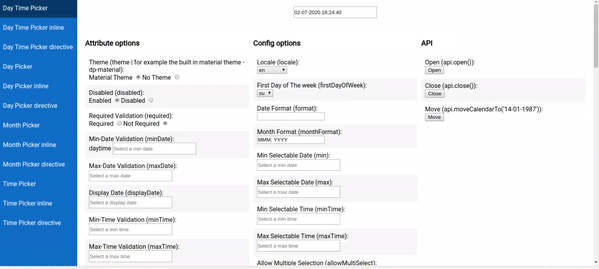 Day Time Picker
Day Time Picker inline
Day Time Picker directive
Day Picker
Day Picker inline
Day Picker directive
Month Picker
Month Picker inline
Month Picker directive
Time Picker
Time Picker inline
Time Picker directive
02-07-2020 16:24:40
Attribute options
Theme (theme | for example the built in material theme -
dp-material):
Material Theme No Theme
Disabled (disabled):
Enabled Disabled
Required Validation (required):
Required Not Required
Min-Date Validation (minDate):
daytime Select a min date
Max-Date Validation (maxDate):
Select a max date
Display Date (displayDate):
Select a display date
Min-Time Validation (minTime):
Select a min time
Max-Time Validation (maxTime):
Select a max time
Config options
Locale (locale):
en
First Day of The week (firstDayOfWeek):
su
Date Format (format):
Month Format (monthFormat):
MMM, YYYY
Min Selectable Date (min):
Select a min date
Max Selectable Date (max):
Select a max date
Min Selectable Time (minTime):
Select a min time
Max Selectable Time (maxTime):
Select a max time
Allow Multiple Selection (allowMultiSelect):
API
Open (api.open()):
Open
Close (api.close()):
Close
Move (api.moveCalendarTo('14-01-1987')):
Move